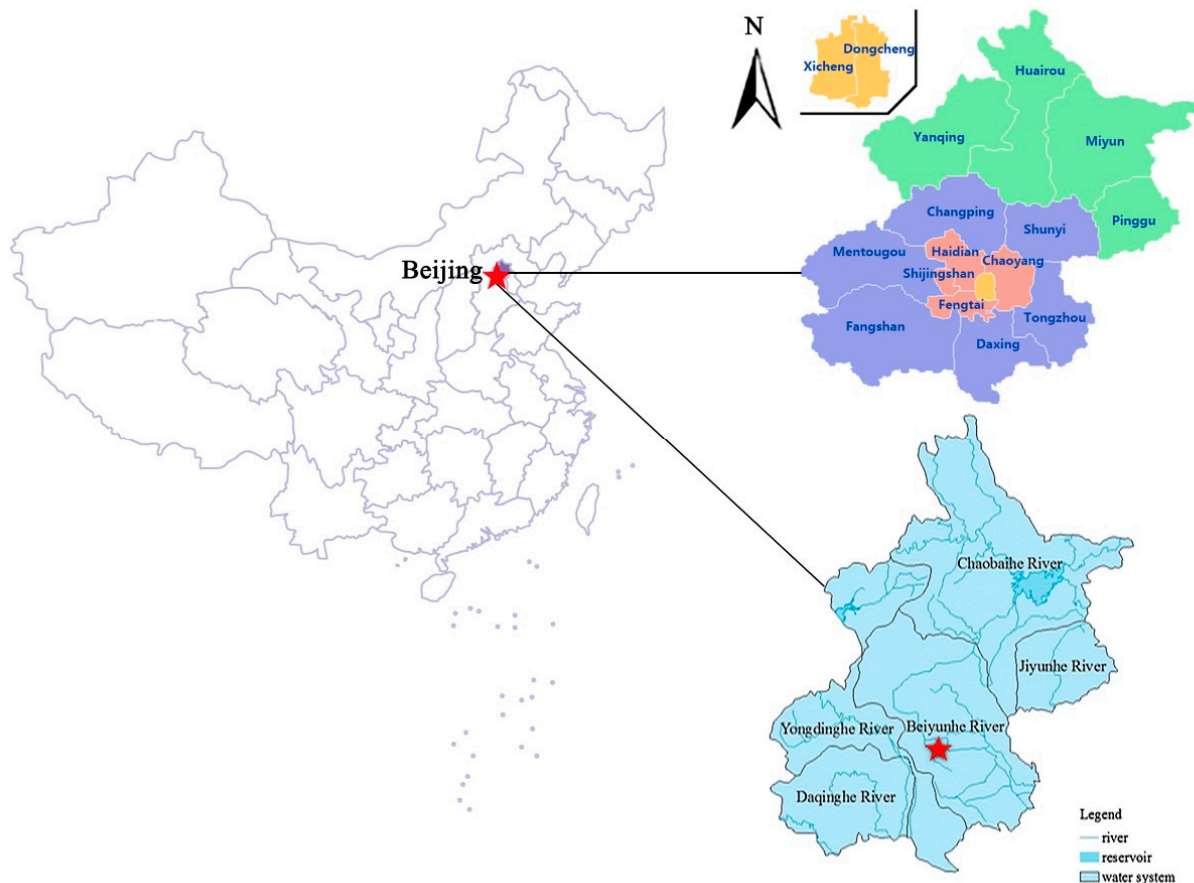 N
Dongcheng
Xicheng
Huairou
Yanqing
Miyun
Pinggu
Changping
Shunyi
Mentougou
Haidian
Chaoyang
Shijingshan
Fengtai
Tongzhou
Fangshan
Daxing
Beijing
Chaobaihe River
Jiyunhe River
Yongdinghe River
Beiyunhe River
Daqinghe River
Legend
river
reservoir
water system